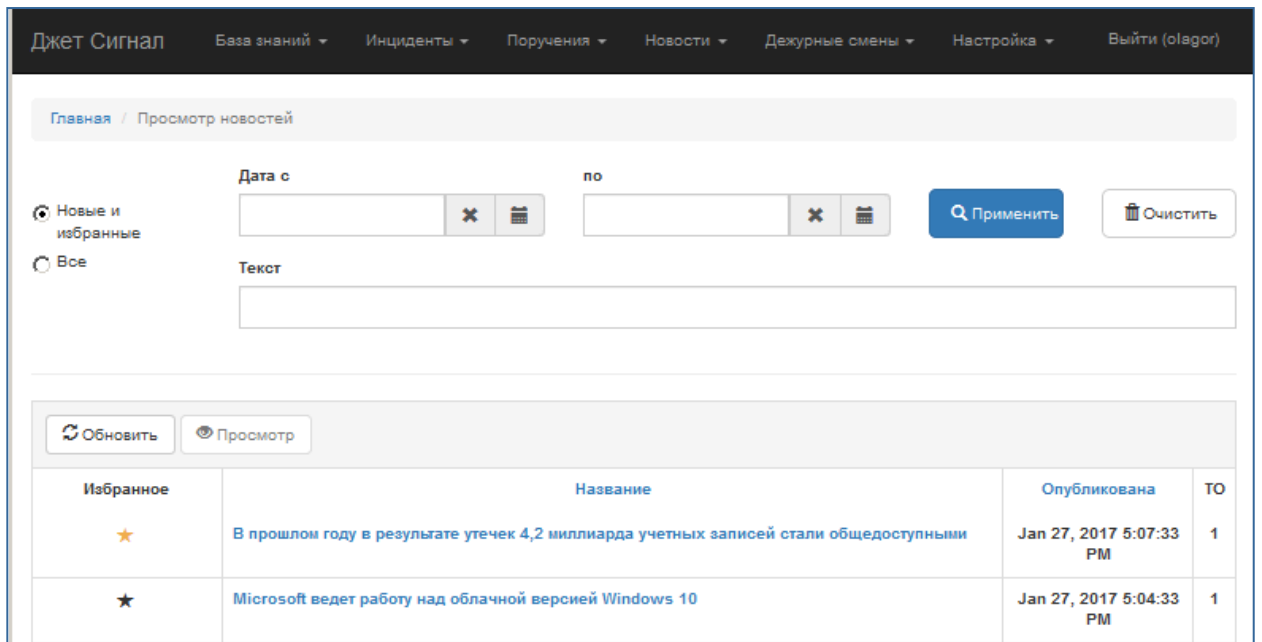 Джет Сигнал База знаний Инциденты Поручения Новости Дежурные смены Настройка Выйти (olagor)
Главная / Просмотр новостей
Дата с по
Новые и
избранные
Применить Очистить
Все
Текст
Обновить Просмотр
Избранное Название Опубликована ТО
В прошлом году в результате утечек 4,2 миллиарда учетных записей стали общедоступными Jan 27, 2017 5:07:33 1
PM
Microsoft ведет работу над облачной версией Windows 10 Jan 27, 2017 5:04:33 1
PM